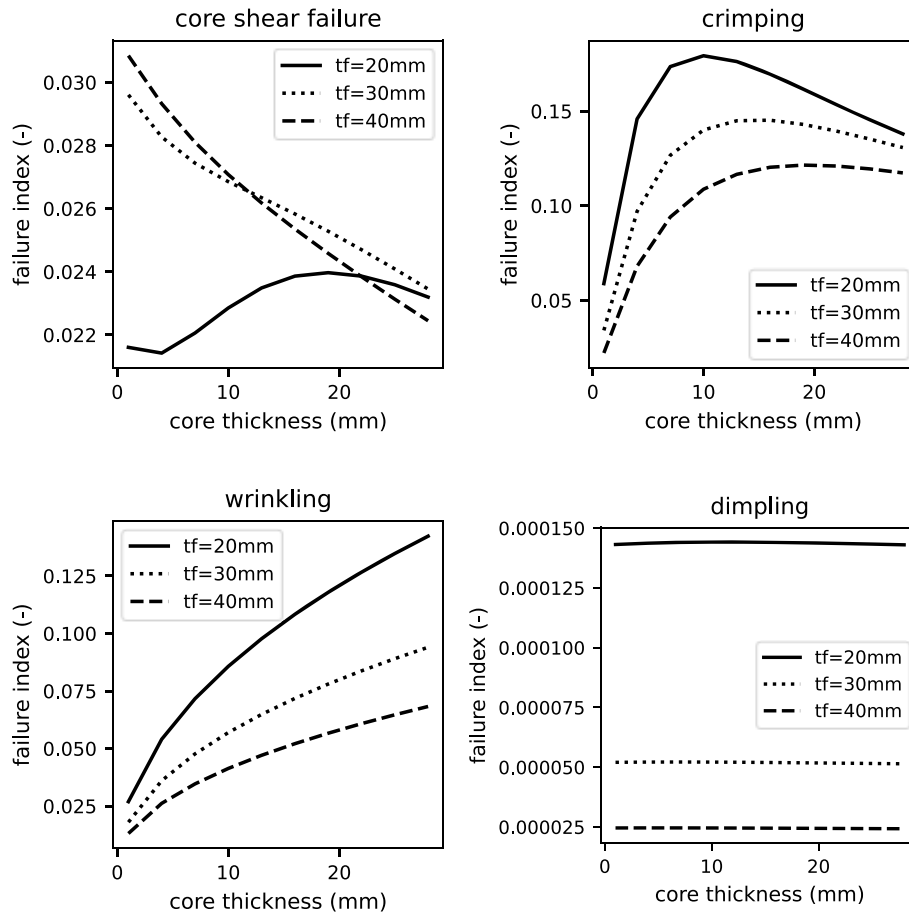 core shear failure
failure index (-)
0.030
0.028
0.026
0.024
0.022
tf=20mm
tf=30mm
tf=40mm
0
10
20
core thickness (mm)
crimping
failure index (-)
0.15
0.10
0.05
tf=20mm
tf=30mm
tf=40mm
0
10
20
core thickness (mm)
wrinkling
failure index (-)
0.125
0.100
0.075
0.050
0.025
tf=20mm
tf=30mm
tf=40mm
0
10
20
core thickness (mm)
dimpling
failure index (-)
0.000150
0.000125
0.000100
0.000075
0.000050
0.000025
tf=20mm
tf=30mm
tf=40mm
0
10
20
core thickness (mm)